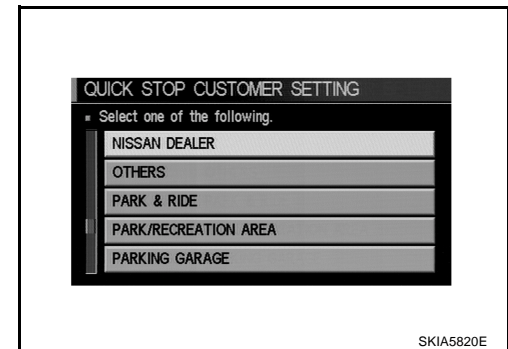 QUICK STOP CUSTOMER SETTING
Select one of the following.
NISSAN DEALER
OTHERS
PARK & RIDE
PARK/RECREATION AREA
PARKING GARAGE
SKIA5820E